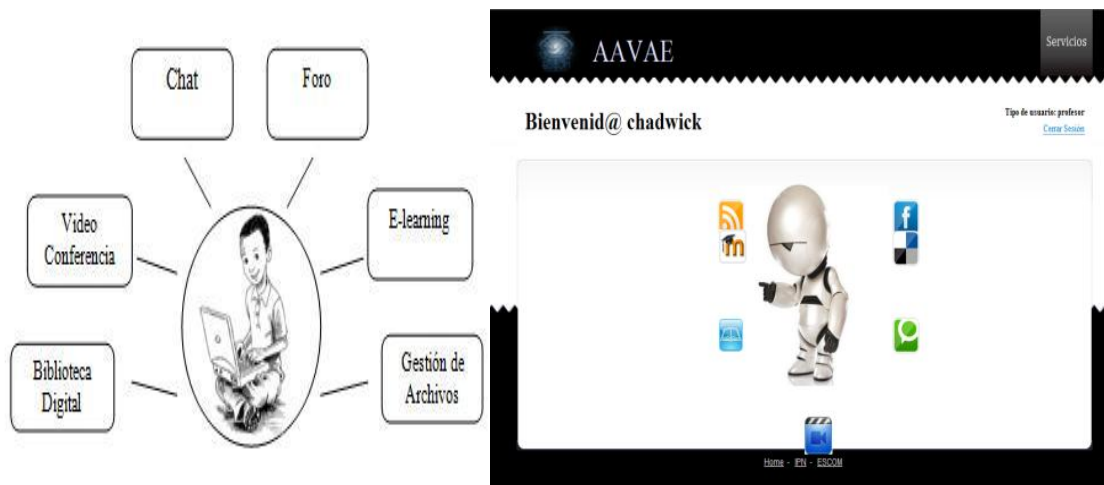 Chat
Foro
Video
Conferencia
E-learning
Biblioteca
Digital
Gestión de
Archivos
AAVAE
Servicios
Bienvenid@ chadwick
Tipo de usuario: profesor
Cerrar Sesión
Home - IPN - ESCOM